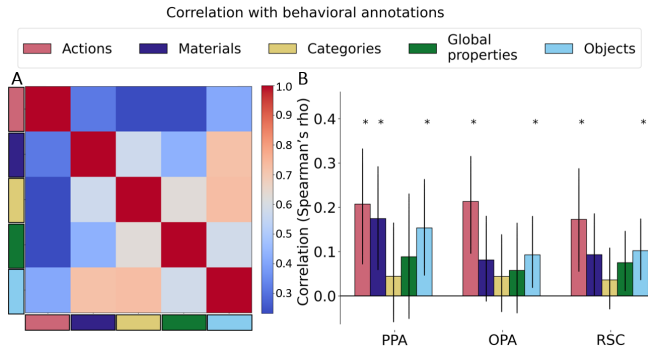 Correlation with behavioral annotations
Actions
Materials
Categories
Global
properties
Objects
A
1.0
0.9
0.8
0.7
0.6
0.5
0.4
0.3
B
Correlation (Spearman's rho)
0.4
0.3
0.2
0.1
0.0
* * *
* *
* *
PPA
OPA
RSC